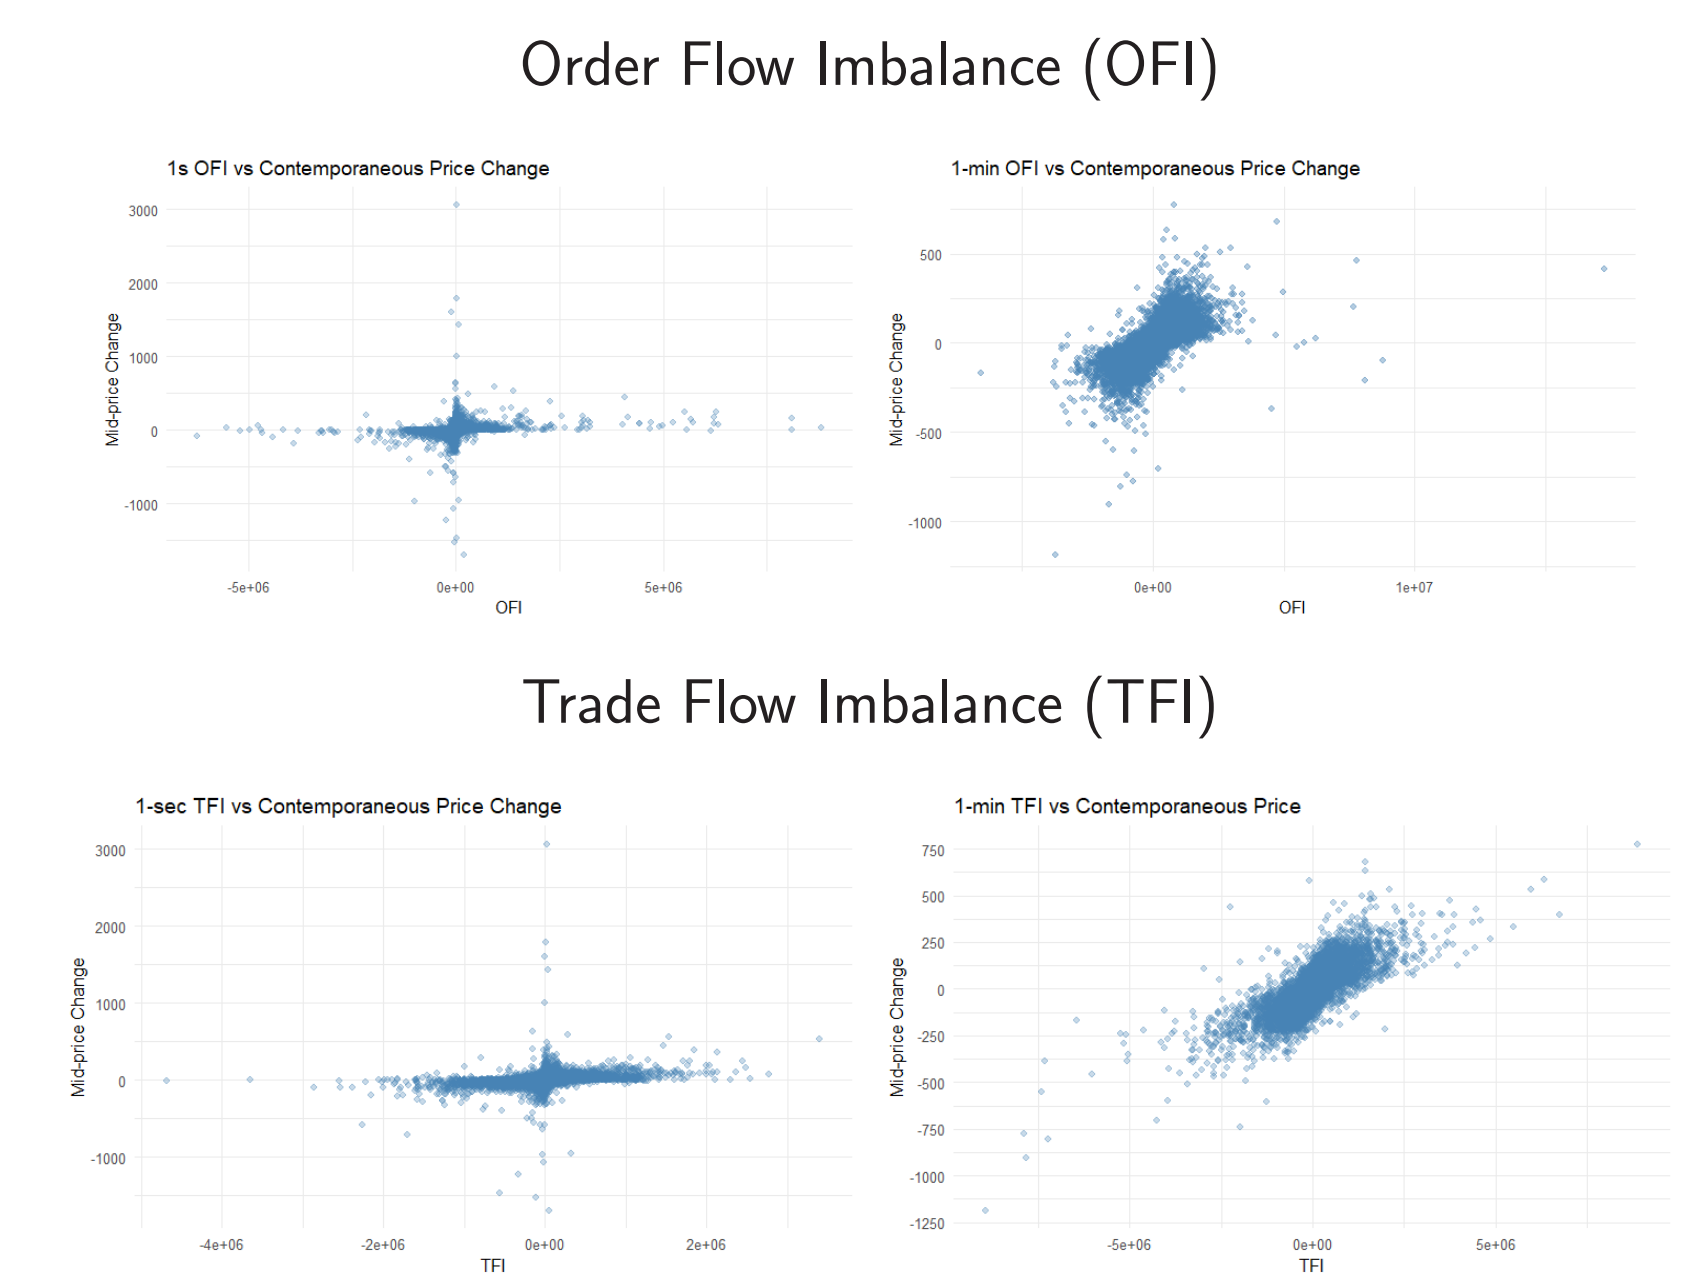 Order Flow Imbalance (OFI)
1s OFI vs Contemporaneous Price Change
3000
2000
1000
0
-1000
Mid-price Change
-5e+06 0e+00 5e+06
OFI
1-min OFI vs Contemporaneous Price Change
500
0
-500
-1000
Mid-price Change
0e+00 1e+07
OFI
Trade Flow Imbalance (TFI)
1-sec TFI vs Contemporaneous Price Change
3000
2000
1000
0
-1000
Mid-price Change
-4e+06 -2e+06 0e+00 2e+06
TFI
1-min TFI vs Contemporaneous Price
750
500
250
0
-250
-500
-750
-1000
-1250
Mid-price Change
-5e+06 0e+00 5e+06
TFI